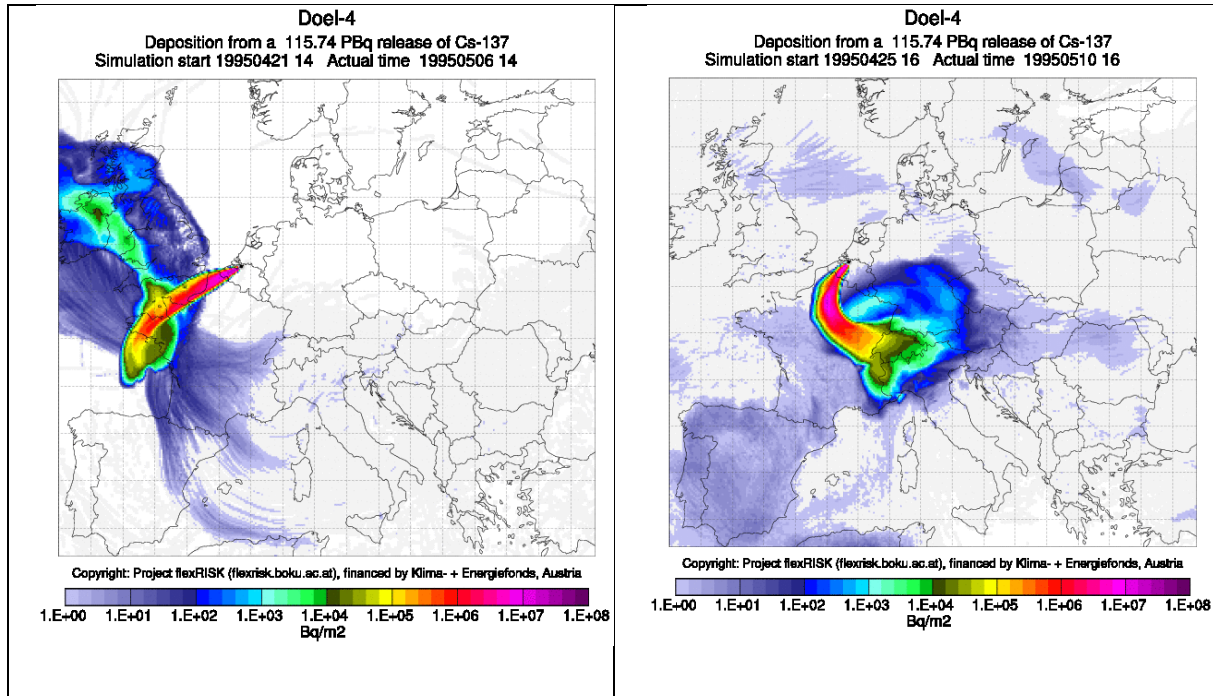 Doel-4
Deposition from a 115.74 PBq release of Cs-137
Simulation start 19950421 14 Actual time 19950506 14
Copyright: Project flexRISK (flexrisk.boku.ac.at), financed by Klima- + Energiefonds, Austria
1.E+00 1.E+01 1.E+02 1.E+03 1.E+04 1.E+05 1.E+06 1.E+07 1.E+08
Bq/m2
Doel-4
Deposition from a 115.74 PBq release of Cs-137
Simulation start 19950425 16 Actual time 19950510 16
Copyright: Project flexRISK (flexrisk.boku.ac.at), financed by Klima- + Energiefonds, Austria
1.E+00 1.E+01 1.E+02 1.E+03 1.E+04 1.E+05 1.E+06 1.E+07 1.E+08
Bq/m2